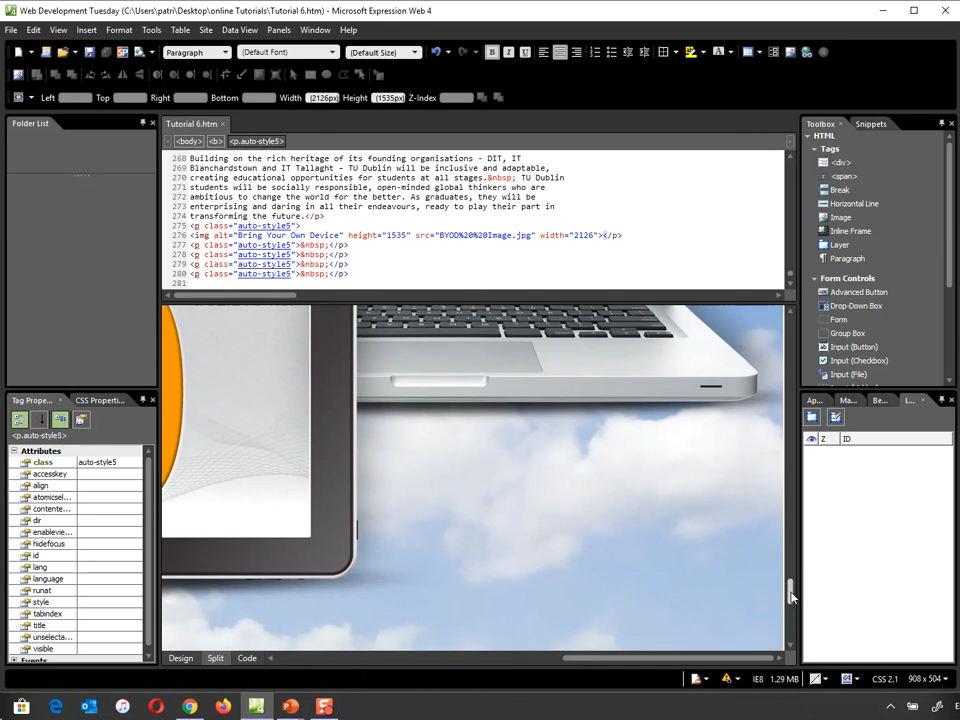 Web Development Tuesday (C:\Users\patri\Desktop\online Tutorials\Tutorial 6.htm) - Microsoft Expression Web 4
File Edit View Insert Format Tools Table Site Data View Panels Window Help
Paragraph (Default Font) (Default Size) B I U A
Left Top Right Bottom Width (2126px) Height (1535px) Z-Index
Folder List
Tutorial 6.htm
<body> <b> <p.auto-style5>
268 Building on the rich heritage of its founding organisations - DIT, IT
269 Blanchardstown and IT Tallaght – TU Dublin will be inclusive and adaptable,
270 creating educational opportunities for students at all stages.&nbsp; TU Dublin
271 students will be socially responsible, open-minded global thinkers who are
272 ambitious to change the world for the better. As graduates, they will be
273 enterprising and daring in all their endeavours, ready to play their part in
274 transforming the future.</p>
275 <p class="auto-style5">
276 <img alt="Bring Your Own Device" height="1535" src="BYOD%20%20Image.jpg" width="2126"></p>
277 <p class="auto-style5">&nbsp;</p>
278 <p class="auto-style5">&nbsp;</p>
279 <p class="auto-style5">&nbsp;</p>
280 <p class="auto-style5">&nbsp;</p>
281
Design Split Code
Toolbox Snippets
HTML
Tags
<div>
<span>
Break
Horizontal Line
Image
Inline Frame
Layer
Paragraph
Form Controls
Advanced Button
Drop-Down Box
Form
Group Box
Input (Button)
Input (Checkbox)
Input (File)
Tag Prope... CSS Properti...
<p.auto-style5>
Attributes
class auto-style5
accesskey
align
atomicsel...
contente...
dir
enablevie...
hidefocus
id
lang
language
runat
style
tabindex
title
unselecta...
visible
Events
Ap... Ma... Be... L...
Z ID
IE8 1.29 MB CSS 2.1 908 x 504